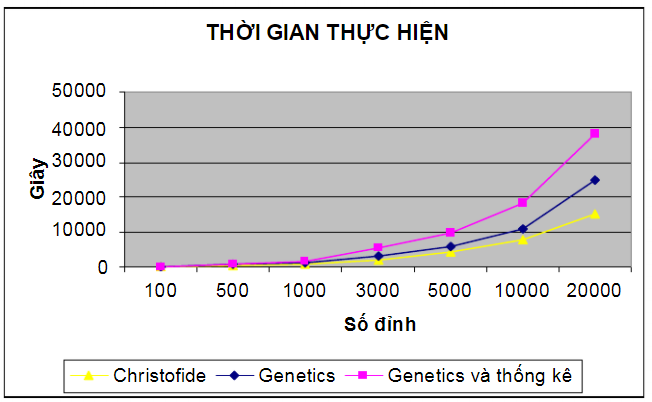 THỜI GIAN THỰC HIỆN
50000
40000
30000
20000
10000
0
Giây
100 500 1000 3000 5000 10000 20000
Số đỉnh
Christofide Genetics Genetics và thống kê